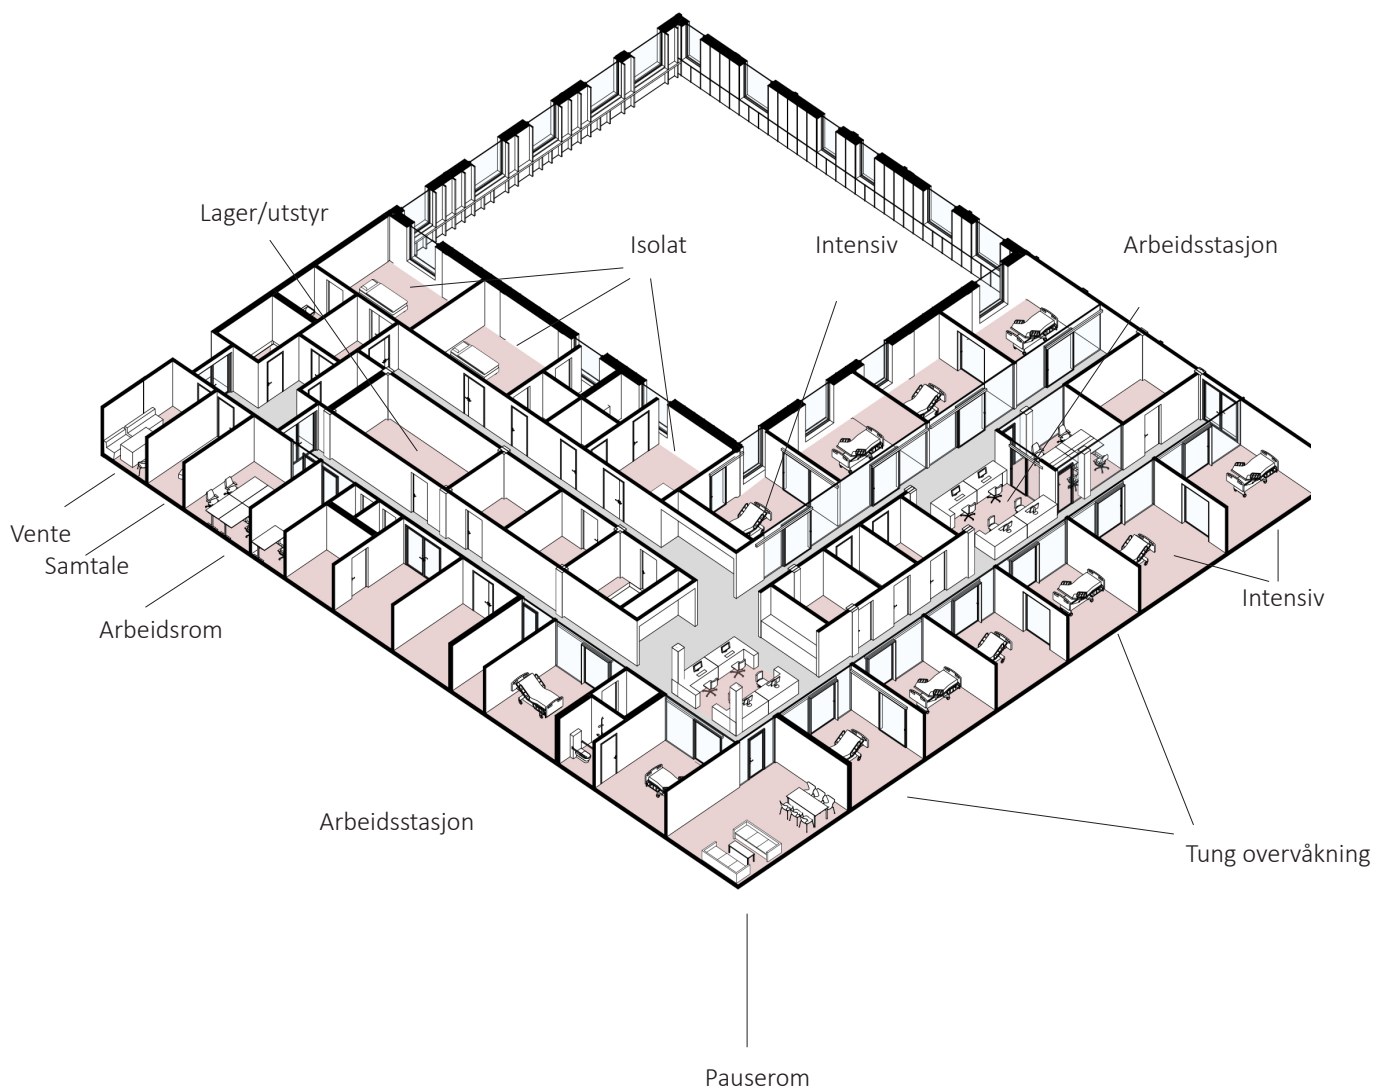 Lager/utstyr
Isolat
Intensiv
Arbeidsstasjon
Vente
Samtale
Intensiv
Arbeidsrom
Arbeidsstasjon
Tung overvåkning
Pauserom